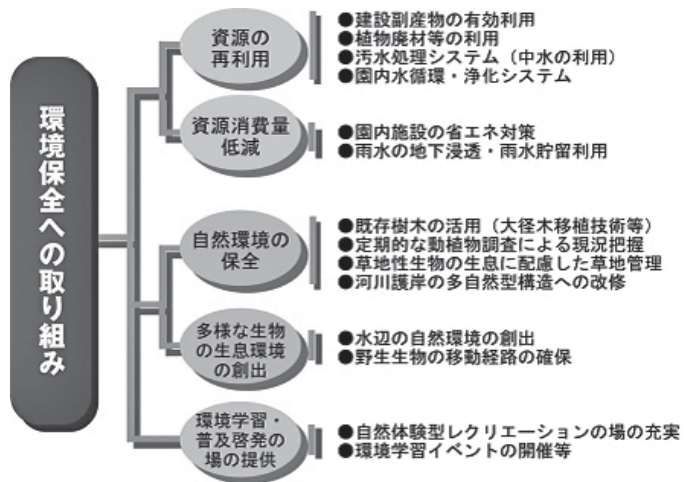 環境保全への取り組み
資源の
再利用
●建設副産物の有効利用
●植物廃材等の利用
●汚水処理システム（中水の利用）
●園内水循環・浄化システム
資源消費量
低減
●園内施設の省エネ対策
●雨水の地下浸透・雨水貯留利用
自然環境の
保全
●既存樹木の活用（大径木移植技術等）
●定期的な動植物調査による現況把握
●草地性生物の生息に配慮した草地管理
●河川護岸の多自然型構造への改修
多様な生物
の生息環境
の創出
●水辺の自然環境の創出
●野生生物の移動経路の確保
環境学習・
普及啓発の
場の提供
●自然体験型レクリエーションの場の充実
●環境学習イベントの開催等